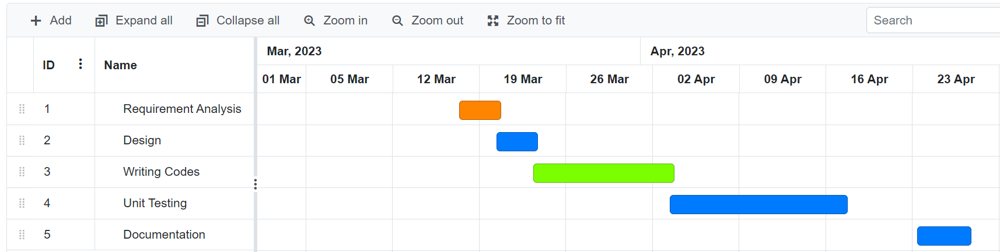 Add Expand all Collapse all Zoom in Zoom out Zoom to fit Search
ID Name Mar, 2023 Apr, 2023
01 Mar 05 Mar 12 Mar 19 Mar 26 Mar 02 Apr 09 Apr 16 Apr 23 Apr
1 Requirement Analysis
2 Design
3 Writing Codes
4 Unit Testing
5 Documentation